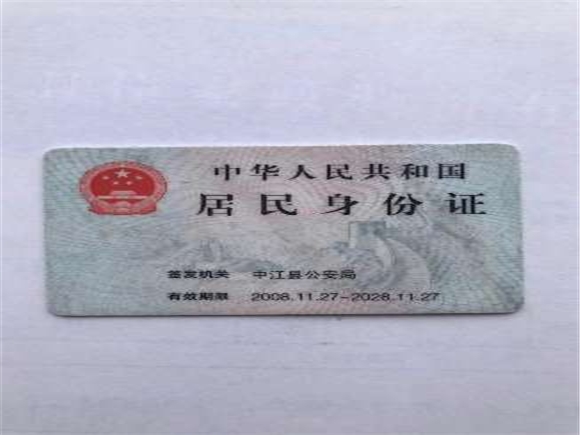 中华人民共和国
居民身份证
签发机关 中江县公安局
有效期限 2008.11.27-2028.11.27